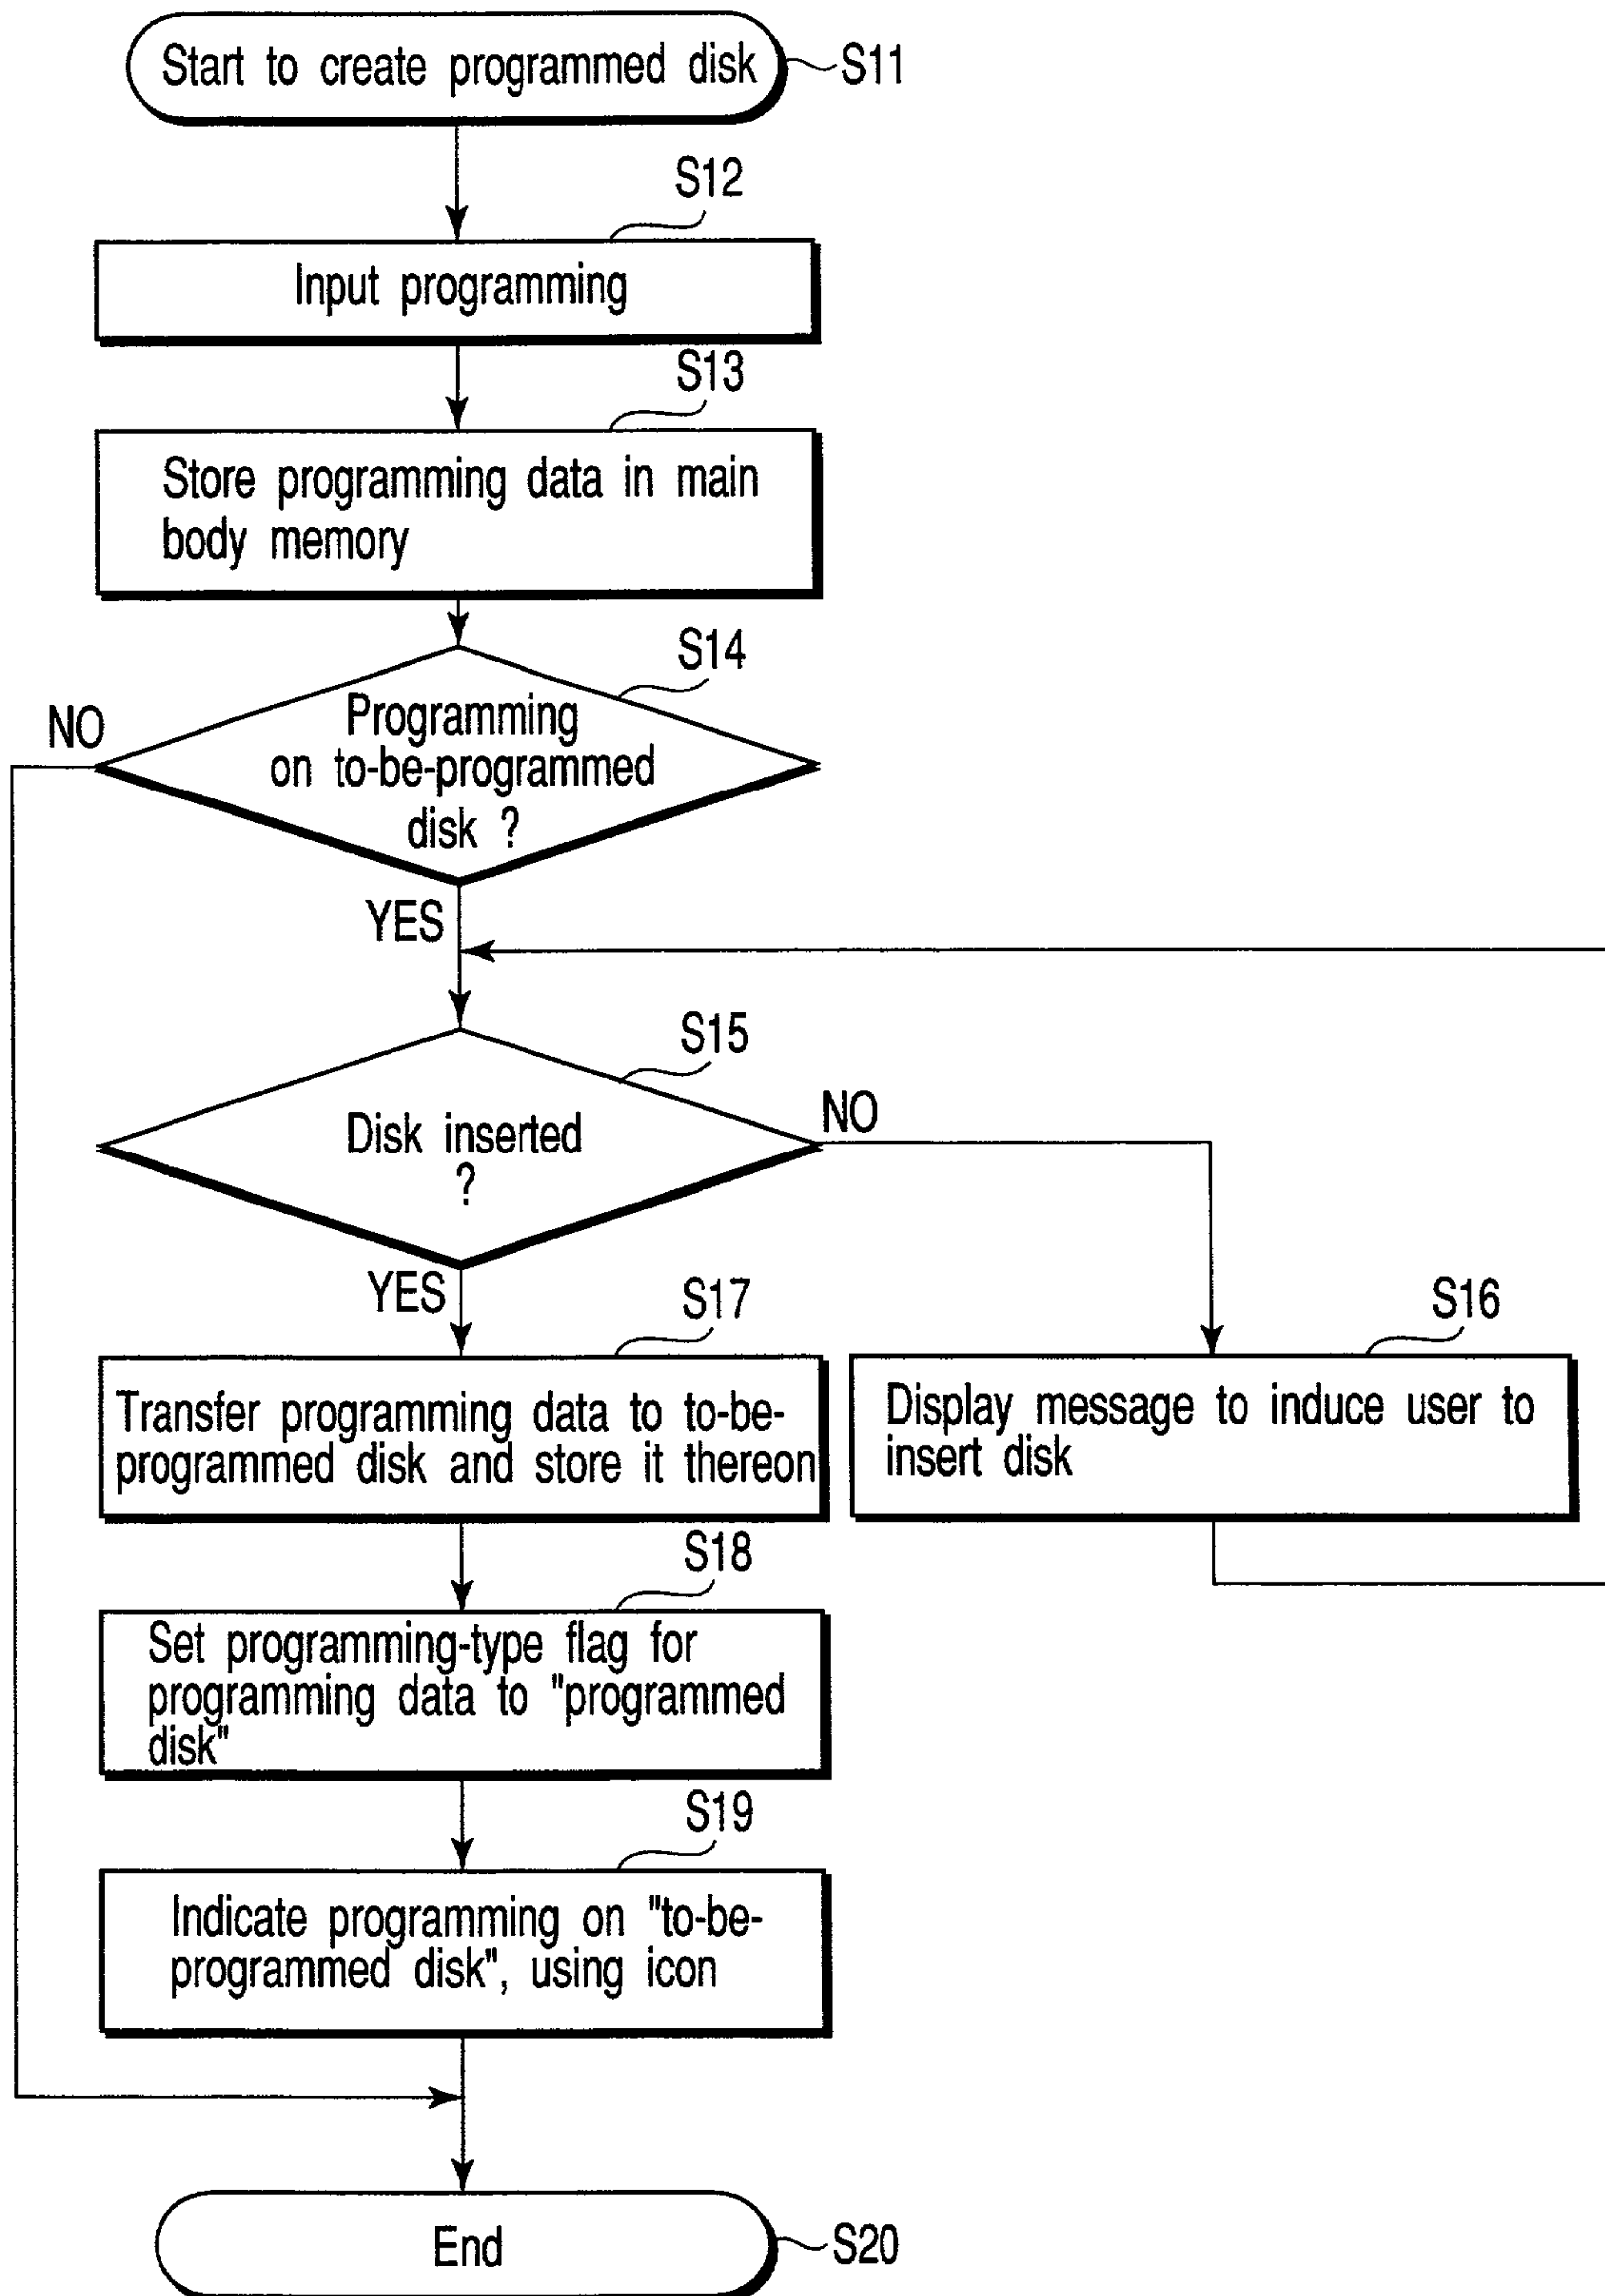 Start to create programmed disk
S11
S12
Input programming
S13
Store programming data in main
body memory
S14
NO
Programming
on to-be-programmed
disk ?
YES
S15
Disk inserted
?
NO
YES
S17
S16
Transfer programming data to to-be-
programmed disk and store it thereon
Display message to induce user to
insert disk
S18
Set programming-type flag for
programming data to "programmed
disk"
S19
Indicate programming on "to-be-
programmed disk", using icon
End
S20